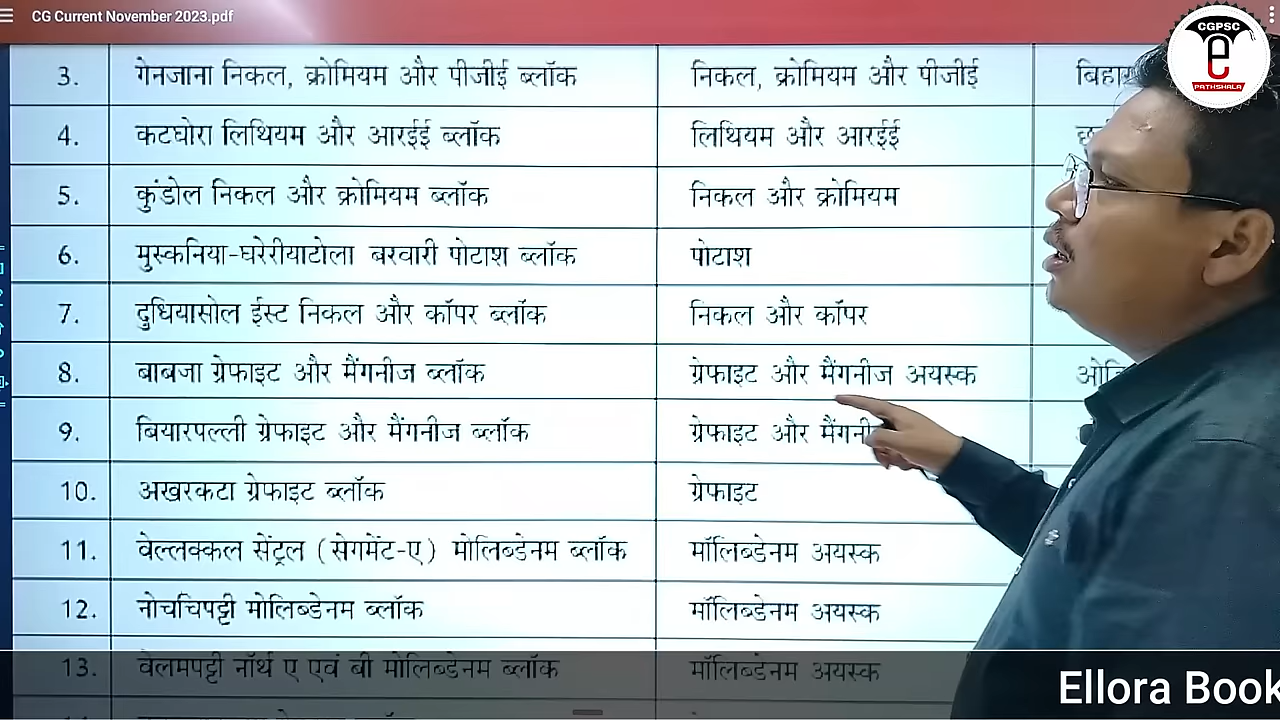 CG Current November 2023.pdf
CGPSC
e
PATHSHALA
3. गेनजाना निकल, क्रोमियम और पीजीई ब्लॉक निकल, क्रोमियम और पीजीई बिहार
4. कटघोरा लिथियम और आरईई ब्लॉक लिथियम और आरईई
5. कुंडोल निकल और क्रोमियम ब्लॉक निकल और क्रोमियम
6. मुस्कनिया-घरेरीयाटोला बरवारी पोटाश ब्लॉक पोटाश
7. दुधियासोल ईस्ट निकल और कॉपर ब्लॉक निकल और कॉपर
8. बाबजा ग्रेफाइट और मैंगनीज ब्लॉक ग्रेफाइट और मैंगनीज अयस्क
9. बियारपल्ली ग्रेफाइट और मैंगनीज ब्लॉक ग्रेफाइट और
10. अखरकटा ग्रेफाइट ब्लॉक ग्रेफाइट
11. वेल्लक्कल सेंट्रल (सेगमेंट-ए) मोलिब्डेनम ब्लॉक मॉलिब्डेनम अयस्क
12. नोचचिपट्टी मोलिब्डेनम ब्लॉक मॉलिब्डेनम अयस्क
13. वेलमपट्टी नॉर्थ ए एवं बी मोलिब्डेनम ब्लॉक मॉलिब्डेनम अयस्क
Ellora Book